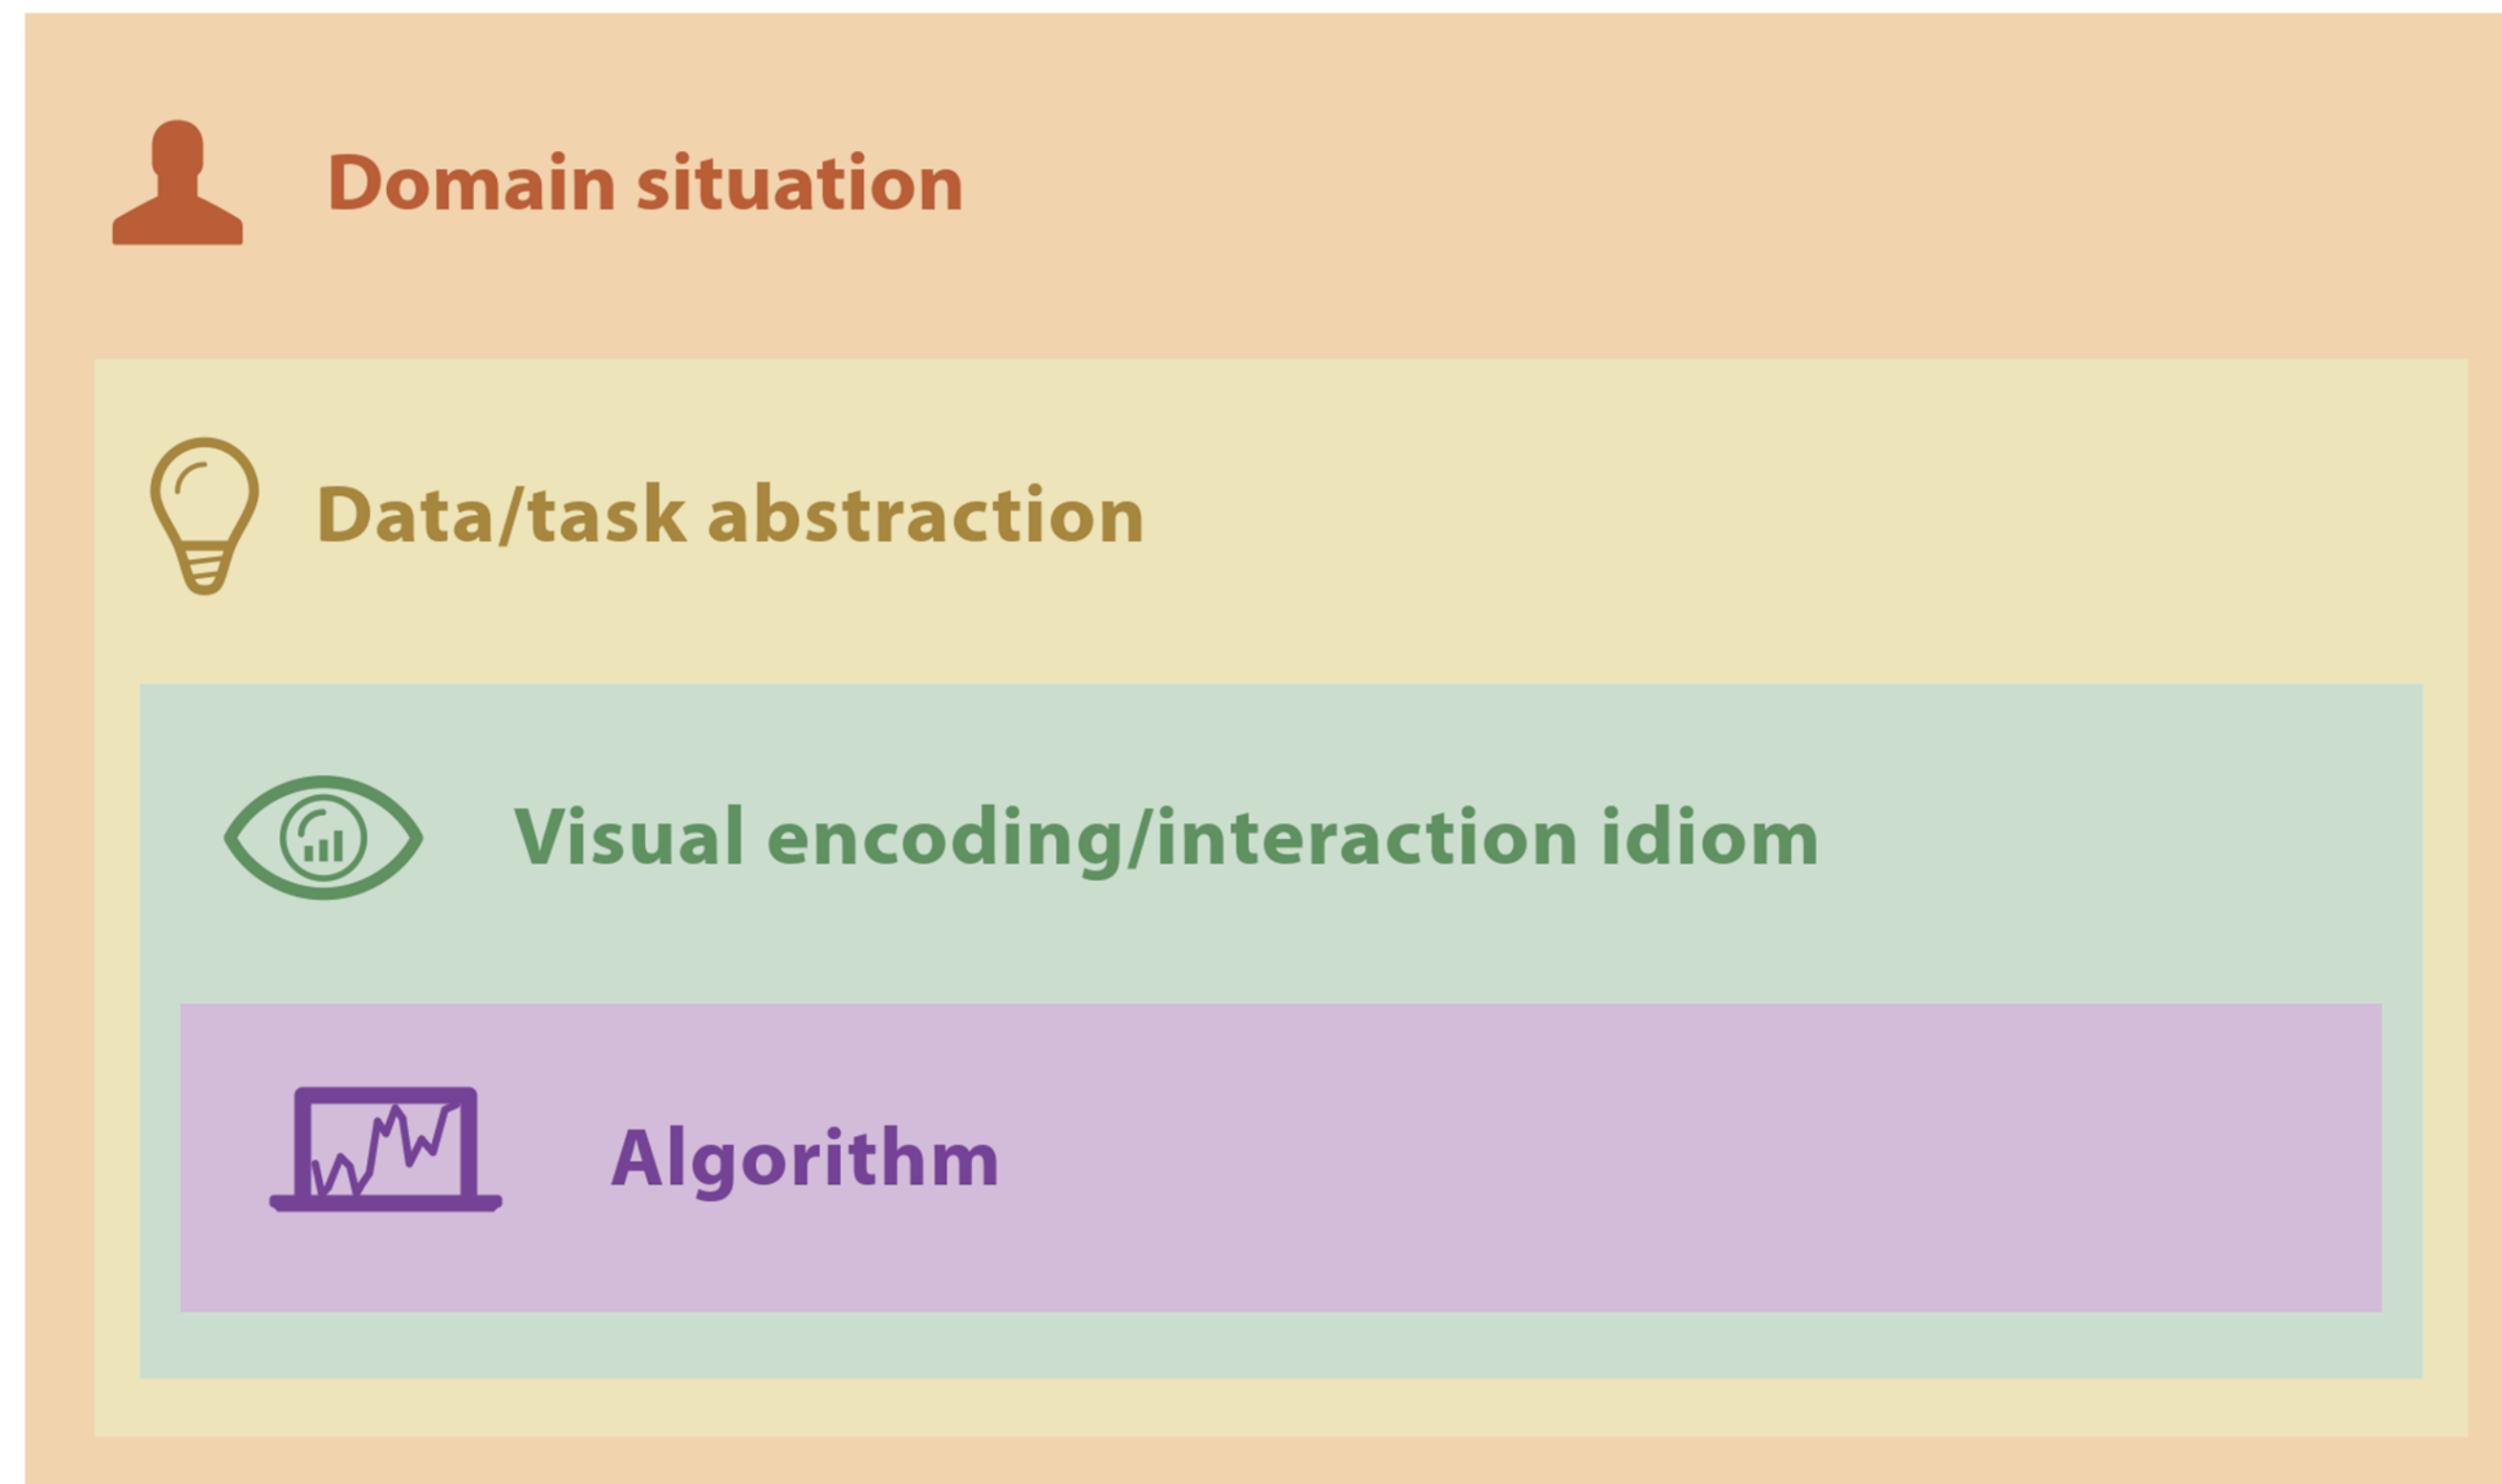 Domain situation
Data/task abstraction
Visual encoding/interaction idiom
Algorithm